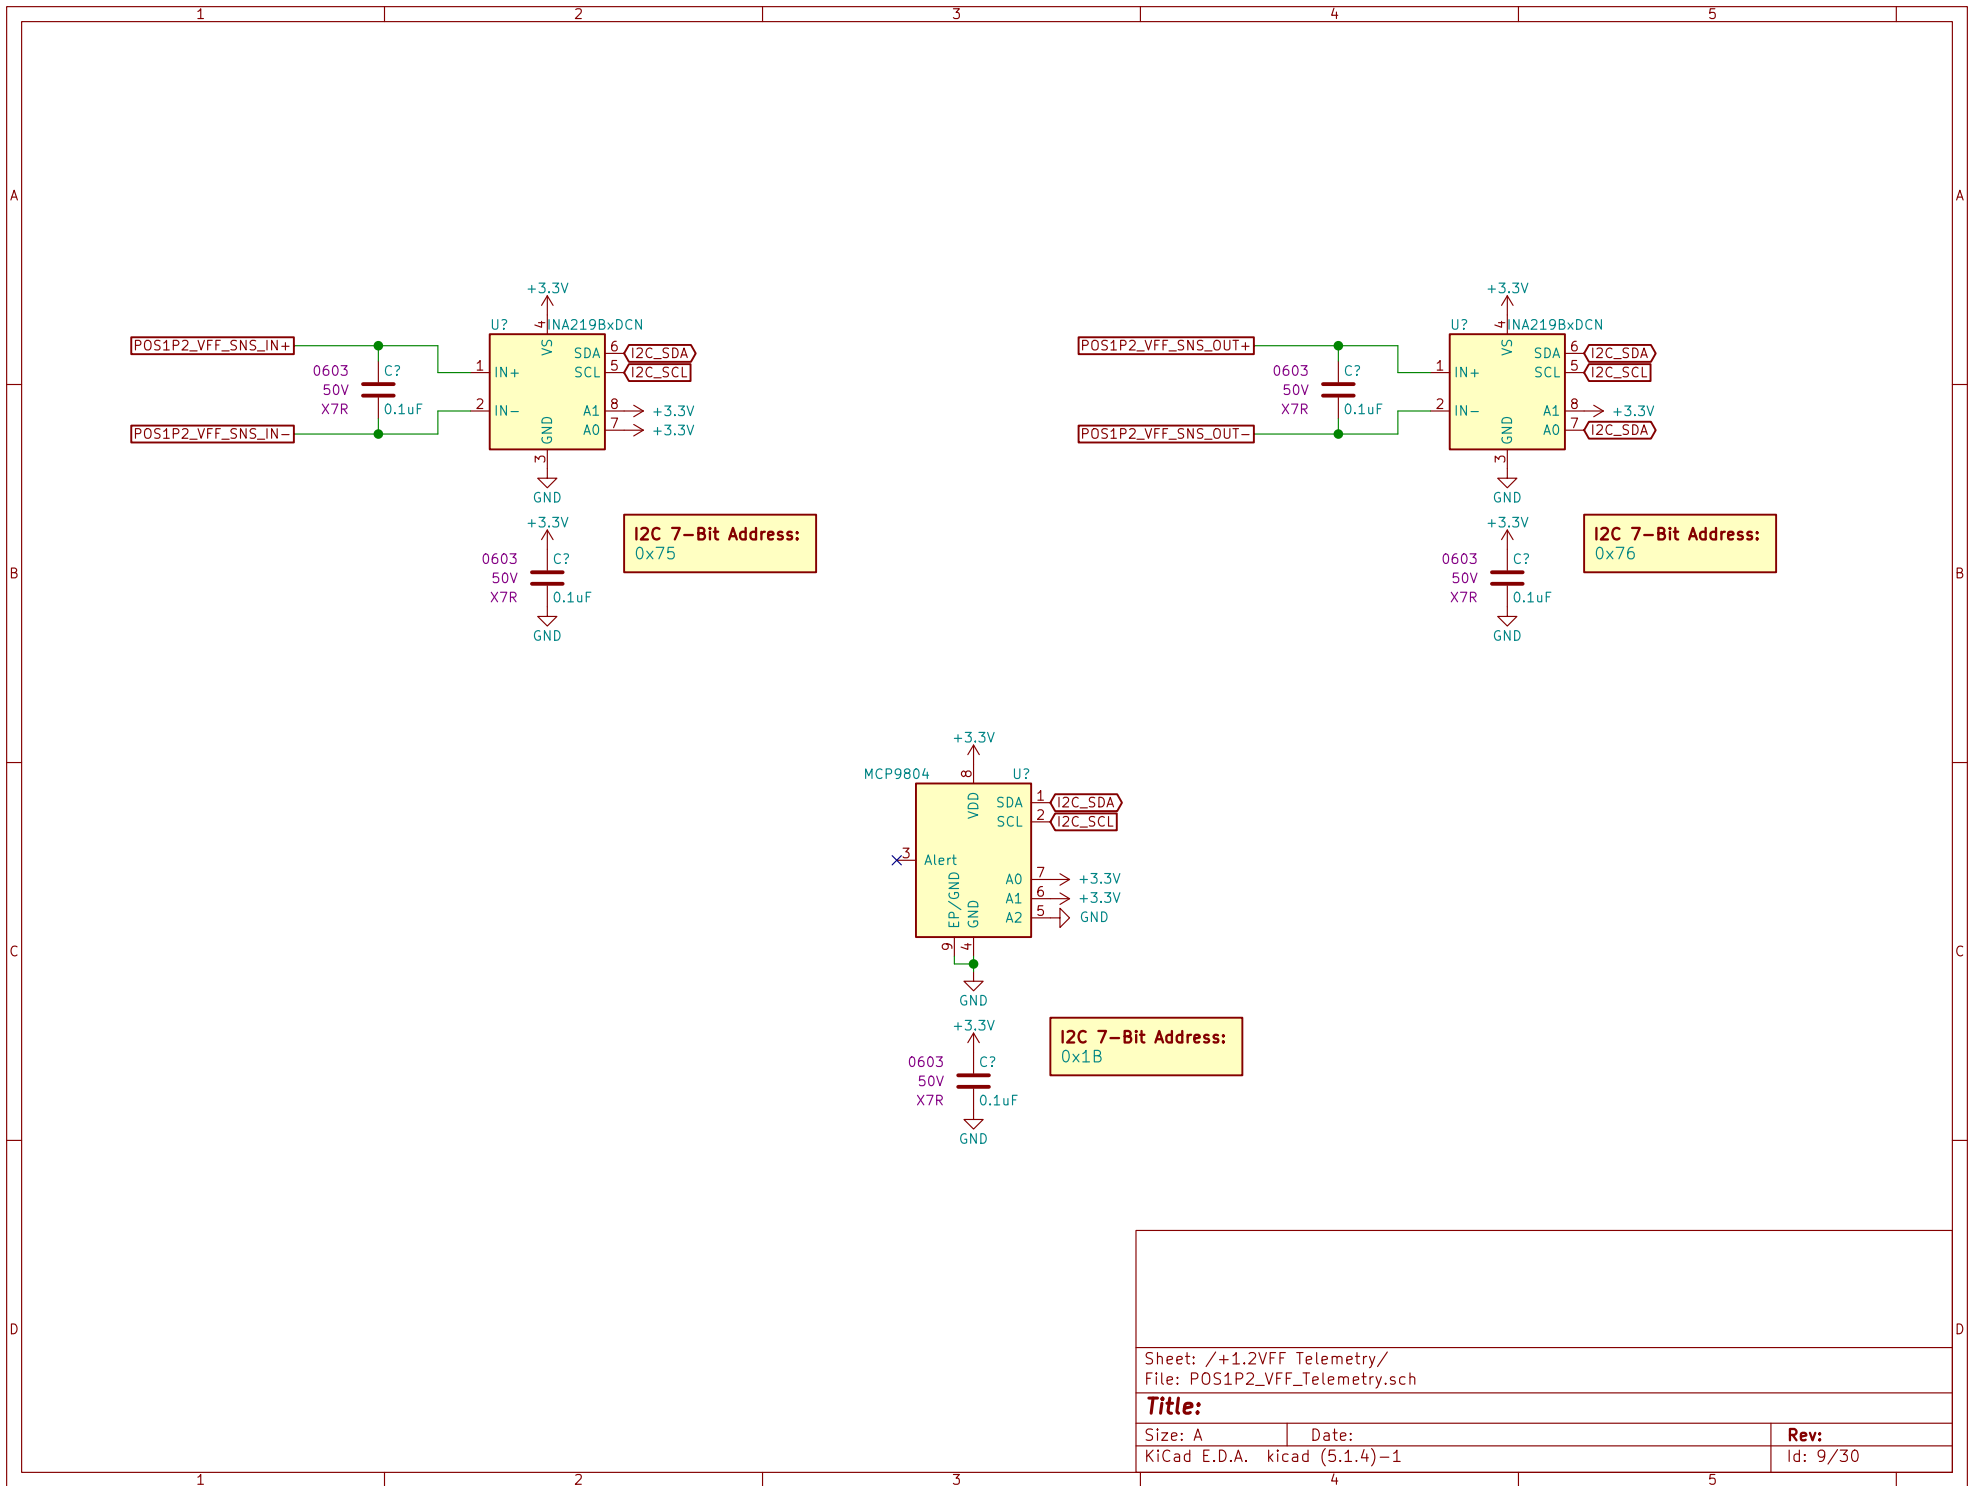 1 2 3 4 5
A A
B B
C C
D D
+3.3V
U? INA219BxDCN
4
VS
POS1P2_VFF_SNS_IN+
POS1P2_VFF_SNS_IN-
0603 C?
50V
X7R 0.1uF
1 IN+
2 IN-
SDA 6 I2C_SDA
SCL 5 I2C_SCL
A1 8 +3.3V
A0 7 +3.3V
GND
3
GND
+3.3V
0603 C?
50V
X7R 0.1uF
GND
I2C 7-Bit Address:
0x75
+3.3V
U? INA219BxDCN
4
VS
POS1P2_VFF_SNS_OUT+
POS1P2_VFF_SNS_OUT-
0603 C?
50V
X7R 0.1uF
1 IN+
2 IN-
SDA 6 I2C_SDA
SCL 5 I2C_SCL
A1 8 +3.3V
A0 7 I2C_SDA
GND
3
GND
+3.3V
0603 C?
50V
X7R 0.1uF
GND
I2C 7-Bit Address:
0x76
+3.3V
MCP9804 U?
8
VDD
SDA 1 I2C_SDA
SCL 2 I2C_SCL
3 Alert
A0 7 +3.3V
A1 6 +3.3V
A2 5 GND
EP/GND
GND
9 4
GND
+3.3V
0603 C?
50V
X7R 0.1uF
GND
I2C 7-Bit Address:
0x1B
Sheet: /+1.2VFF Telemetry/
File: POS1P2_VFF_Telemetry.sch
Title:
Size: A Date: Rev:
KiCad E.D.A. kicad (5.1.4)-1 Id: 9/30
1 2 3 4 5